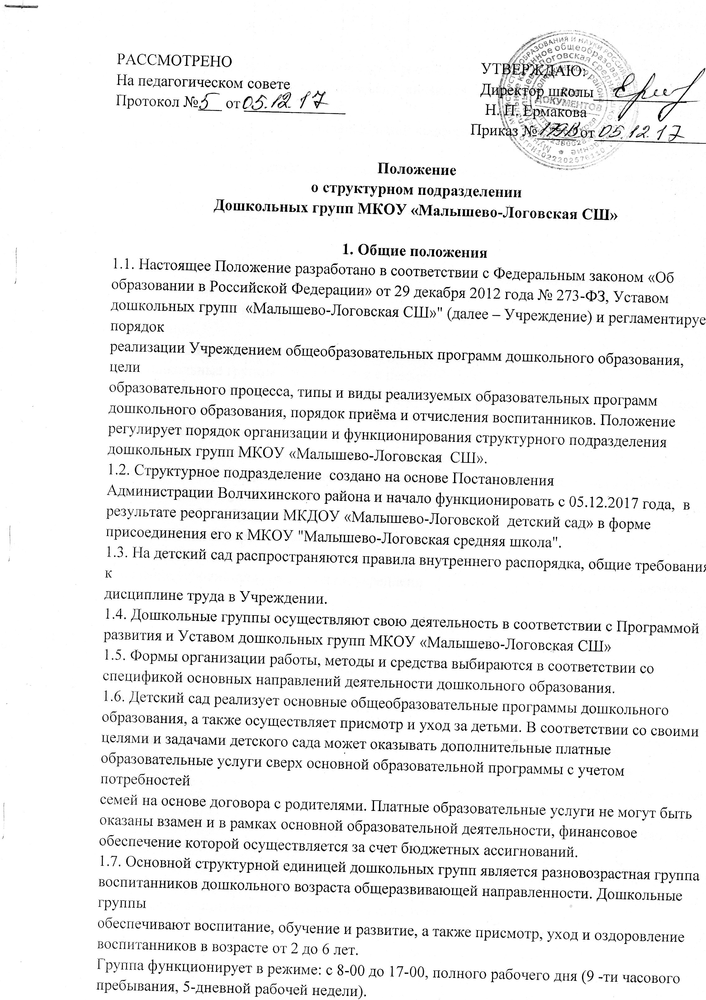 РАССМОТРЕНО
На педагогическом совете
Протокол №5 от 05.12.17
УТВЕРЖДАЮ:
Директор школы
Н. П. Ермакова
Приказ № от 05.12.17
ДЛЯ
ДОКУМЕНТОВ
ОГРН1022202576110
Положение
о структурном подразделении
Дошкольных групп МКОУ «Малышево-Логовская СШ»
1. Общие положения
1.1. Настоящее Положение разработано в соответствии с Федеральным законом «Об
образовании в Российской Федерации» от 29 декабря 2012 года № 273-ФЗ, Уставом
дошкольных групп «Малышево-Логовская СШ»" (далее – Учреждение) и регламентируе
порядок
реализации Учреждением общеобразовательных программ дошкольного образования,
цели
образовательного процесса, типы и виды реализуемых образовательных программ
дошкольного образования, порядок приёма и отчисления воспитанников. Положение
регулирует порядок организации и функционирования структурного подразделения
дошкольных групп МКОУ «Малышево-Логовская СШ».
1.2. Структурное подразделение создано на основе Постановления
Администрации Волчихинского района и начало функционировать с 05.12.2017 года, в
результате реорганизации МКДОУ «Малышево-Логовской детский сад» в форме
присоединения его к МКОУ "Малышево-Логовская средняя школа".
1.3. На детский сад распространяются правила внутреннего распорядка, общие требования
к
дисциплине труда в Учреждении.
1.4. Дошкольные группы осуществляют свою деятельность в соответствии с Программой
развития и Уставом дошкольных групп МКОУ «Малышево-Логовская СШ»
1.5. Формы организации работы, методы и средства выбираются в соответствии со
спецификой основных направлений деятельности дошкольного образования.
1.6. Детский сад реализует основные общеобразовательные программы дошкольного
образования, а также осуществляет присмотр и уход за детьми. В соответствии со своими
целями и задачами детского сада может оказывать дополнительные платные
образовательные услуги сверх основной образовательной программы с учетом
потребностей
семей на основе договора с родителями. Платные образовательные услуги не могут быть
оказаны взамен и в рамках основной образовательной деятельности, финансовое
обеспечение которой осуществляется за счет бюджетных ассигнований.
1.7. Основной структурной единицей дошкольных групп является разновозрастная группа
воспитанников дошкольного возраста общеразвивающей направленности. Дошкольные
группы
обеспечивают воспитание, обучение и развитие, а также присмотр, уход и оздоровление
воспитанников в возрасте от 2 до 6 лет.
Группа функционирует в режиме: с 8-00 до 17-00, полного рабочего дня (9 -ти часового
пребывания, 5-дневной рабочей недели).